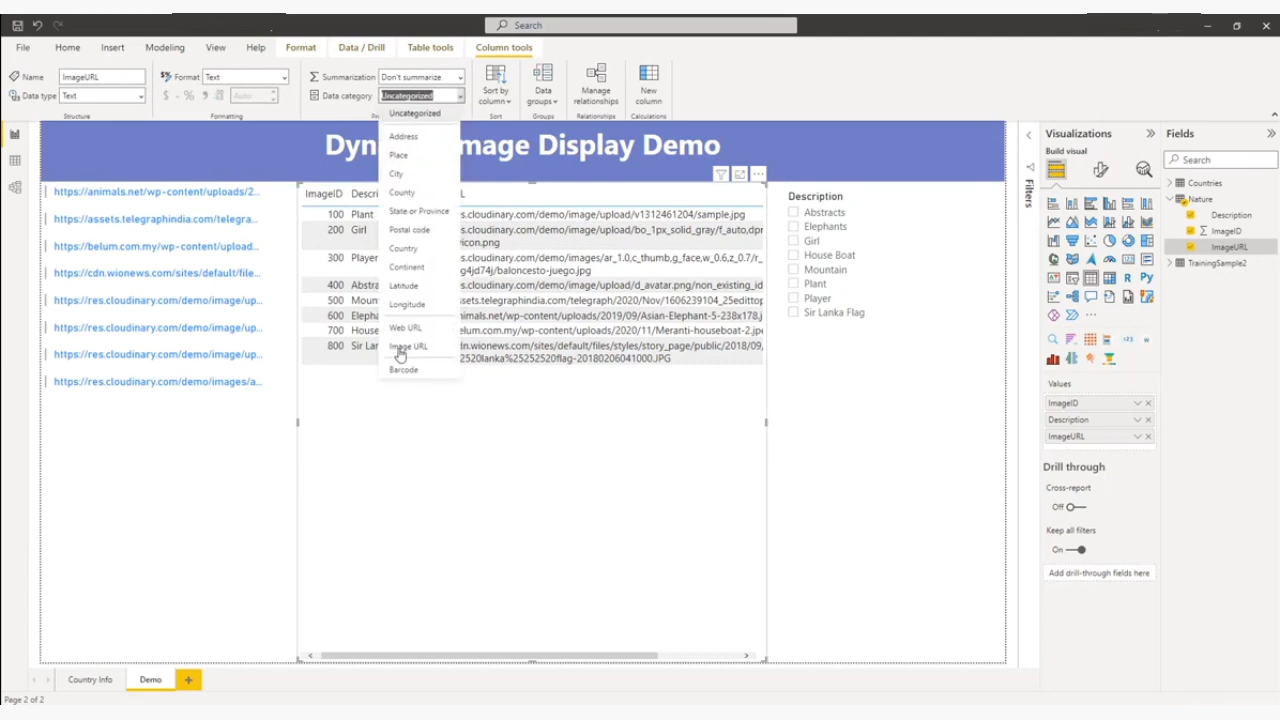 Search
File Home Insert Modeling View Help Format Data / Drill Table tools Column tools
Name ImageURL
Format Text
Summarization Don't summarize
Data type Text
$ % Auto
Data category Uncategorized
Sort by column
Data groups
Manage relationships
New column
Structure
Formatting
Sort
Groups
Relationships
Calculations
Uncategorized
Address
Place
City
County
State or Province
Postal code
Country
Continent
Latitude
Longitude
Web URL
Image URL
Barcode
Dyn
mage Display Demo
https://animals.net/wp-content/uploads/2...
https://assets.telegraphindia.com/telegra...
https://belum.com.my/wp-content/upload...
https://cdn.wionews.com/sites/default/file...
https://res.cloudinary.com/demo/image/up...
https://res.cloudinary.com/demo/image/up...
https://res.cloudinary.com/demo/image/up...
https://res.cloudinary.com/demo/images/a...
ImageID Descri L
100 Plant s.cloudinary.com/demo/image/upload/v1312461204/sample.jpg
200 Girl s.cloudinary.com/demo/image/upload/bo_1px_solid_gray/f_auto,dpr
vicon.png
300 Player s.cloudinary.com/demo/images/ar_1.0,c_thumb,g_face,w_0.6,z_0.7/r_
g4jd74j/baloncesto-juego.jpg
400 Abstra s.cloudinary.com/demo/image/upload/d_avatar.png/non_existing_id
500 Moun ssets.telegraphindia.com/telegraph/2020/Nov/1606239104_25edittop
600 Elepha nimals.net/wp-content/uploads/2019/09/Asian-Elephant-5-238x178.j
700 House elum.com.my/wp-content/uploads/2020/11/Meranti-houseboat-2.jpe
800 Sir Lan dn.wionews.com/sites/default/files/styles/story_page/public/2018/09,
2520lanka%252520flag-20180206041000.JPG
Description
Abstracts
Elephants
Girl
House Boat
Mountain
Plant
Player
Sir Lanka Flag
Filters
Visualizations
Build visual
R Py
123
Values
ImageID
Description
ImageURL
Drill through
Cross-report
Off
Keep all filters
On
Add drill-through fields here
Fields
Search
Countries
Nature
Description
ImageID
ImageURL
TrainingSample2
Country Info Demo
Page 2 of 2